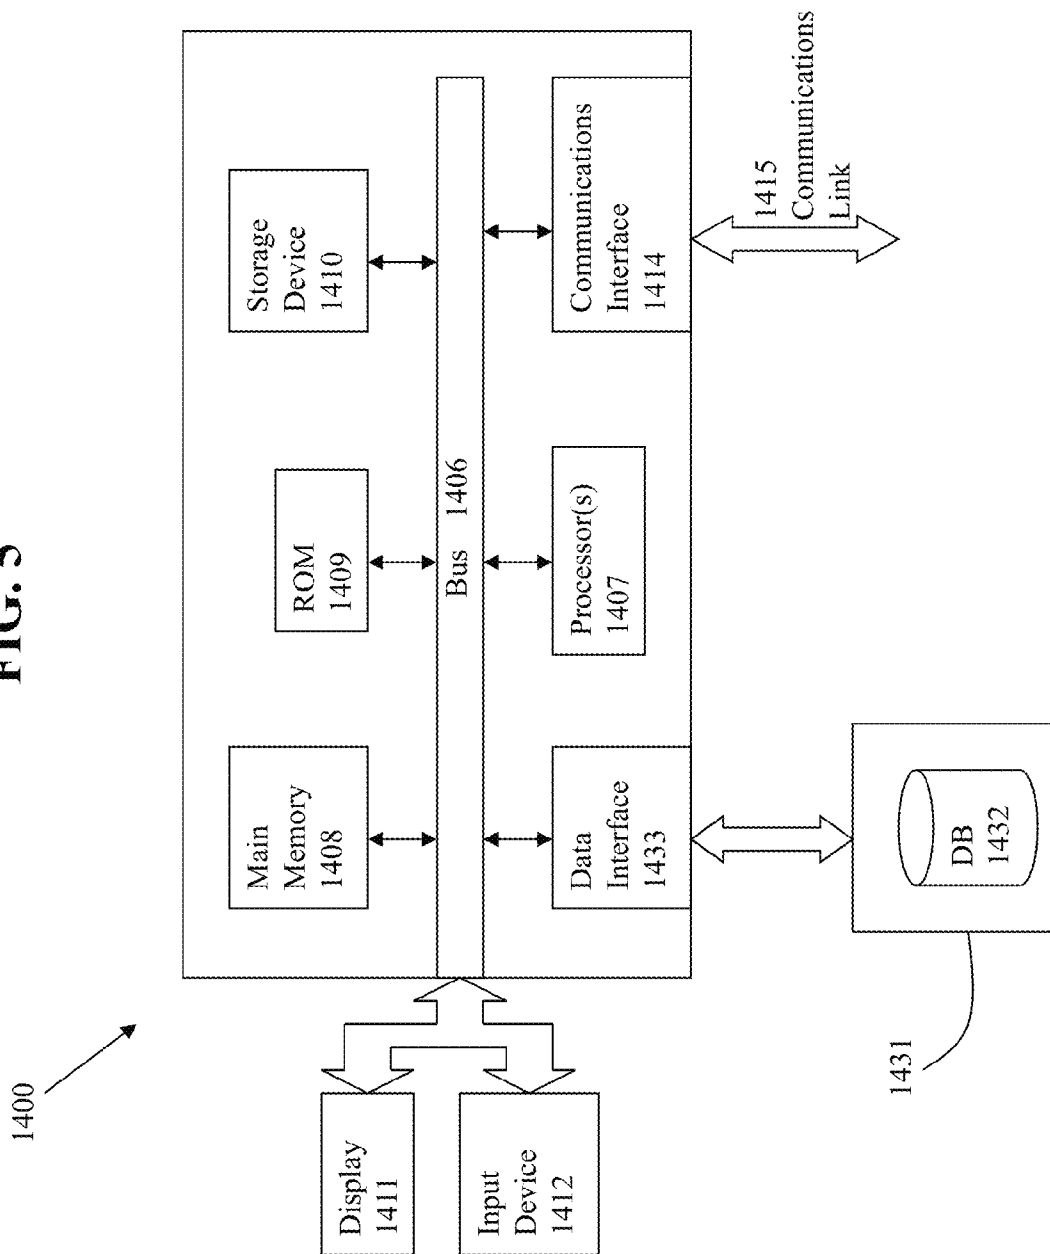 FIG. 5
1400
Display
1411
Input
Device
1412
Main
Memory
1408
ROM
1409
Storage
Device
1410
Bus 1406
Data
Interface
1433
Processor(s)
1407
Communications
Interface
1414
1415
Communications
Link
DB
1432
1431